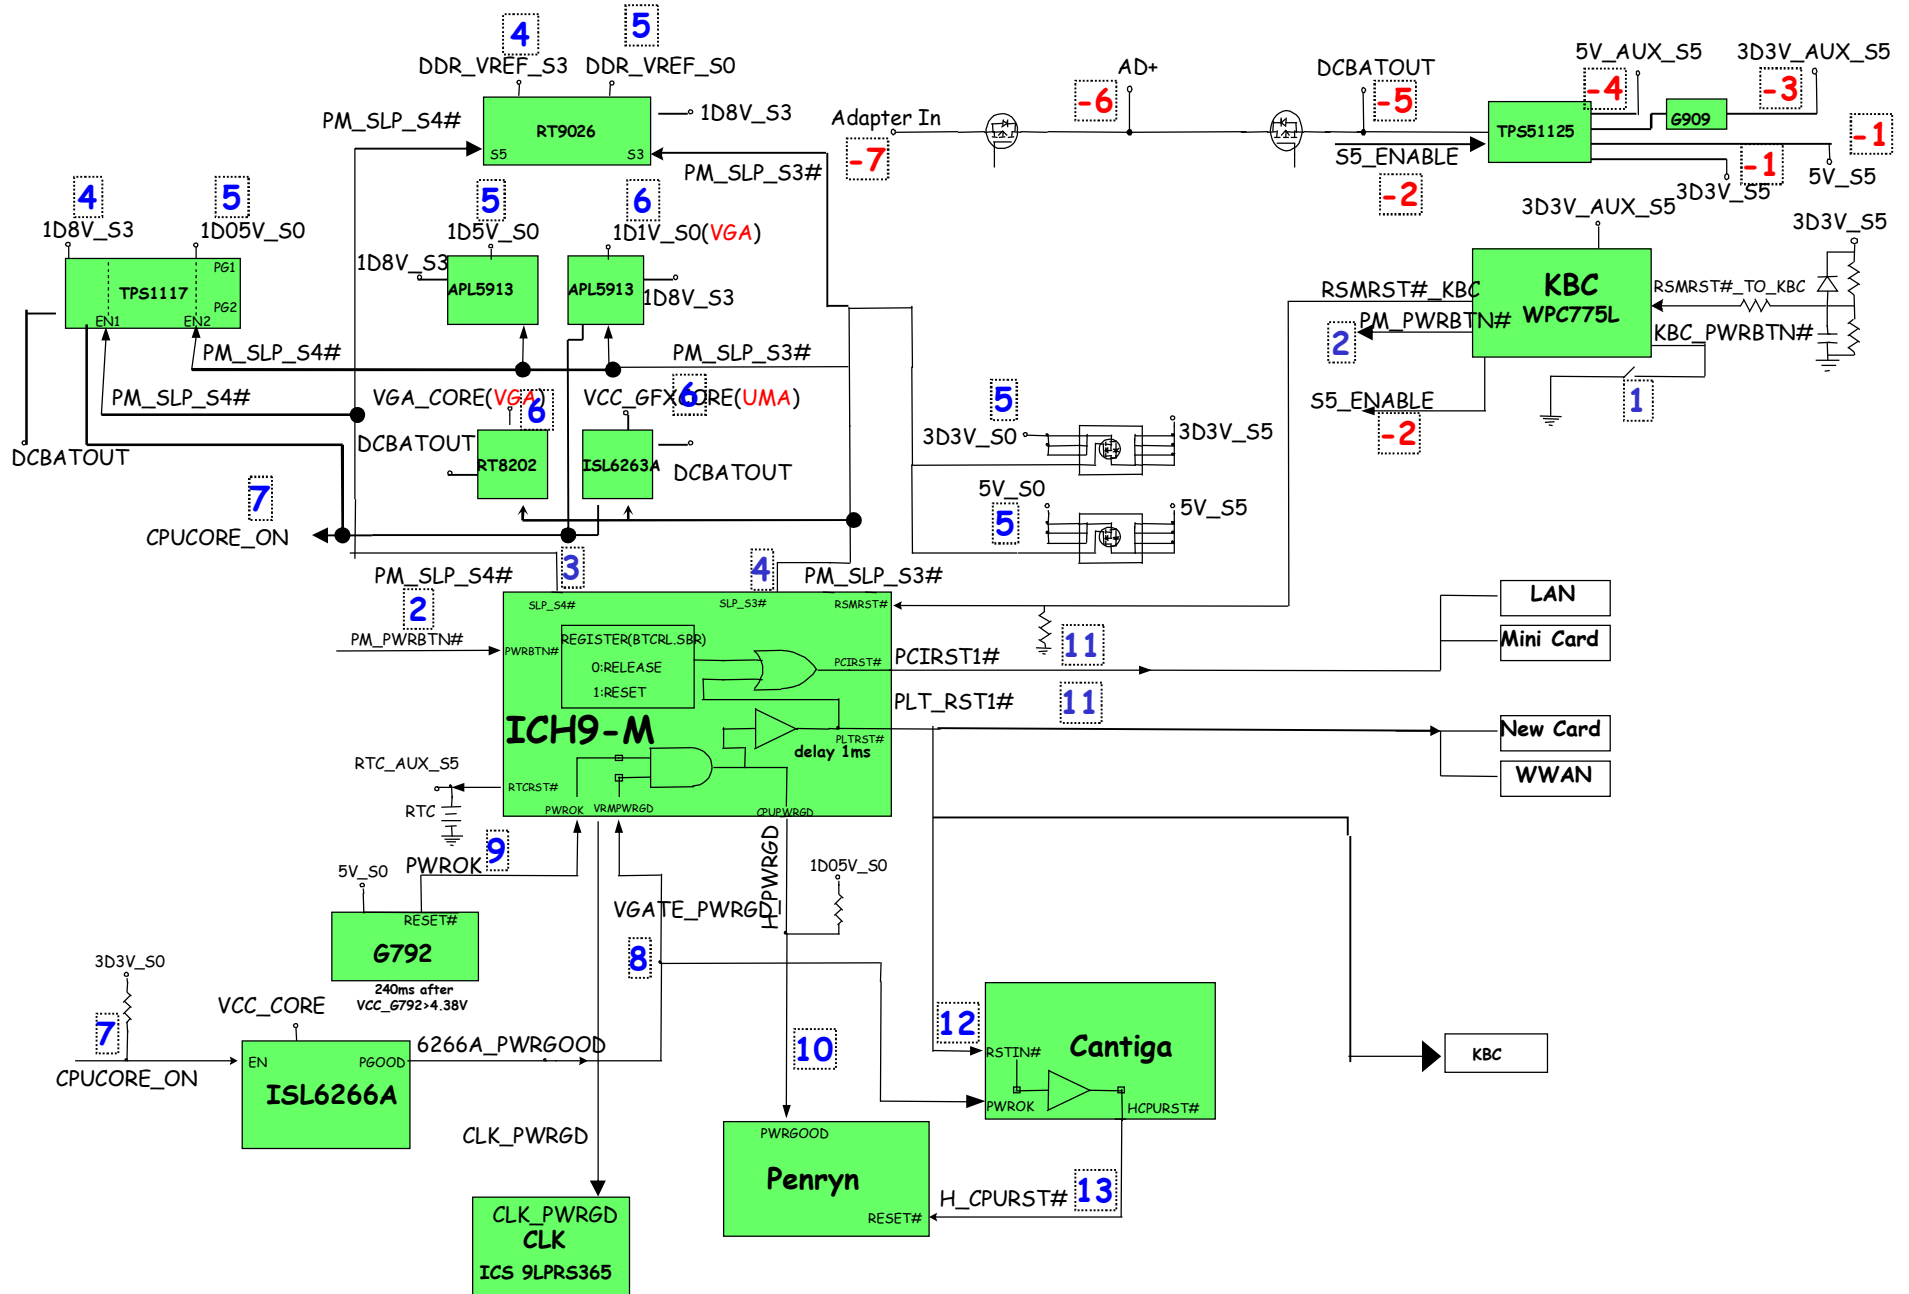 4
5
DDR_VREF_S3
DDR_VREF_S0
RT9026
S5
S3
1D8V_S3
PM_SLP_S4#
PM_SLP_S3#
Adapter In
-7
-6
AD+
DCBATOUT
-5
S5_ENABLE
-2
TPS51125
G909
5V_AUX_S5
-4
3D3V_AUX_S5
-3
-1
5V_S5
-1
3D3V_S5
4
1D8V_S3
5
1D05V_S0
TPS1117
PG1
PG2
EN1
EN2
PM_SLP_S4#
PM_SLP_S4#
DCBATOUT
5
1D5V_S0
1D8V_S3
APL5913
6
1D1V_S0(VGA)
APL5913
1D8V_S3
PM_SLP_S3#
VGA_CORE(VGA)
6
VCC_GFXCORE(UMA)
6
DCBATOUT
RT8202
ISL6263A
DCBATOUT
7
CPUCORE_ON
3D3V_AUX_S5
3D3V_S5
KBC
WPC775L
RSMRST#_KBC
PM_PWRBTN#
2
RSMRST#_TO_KBC
KBC_PWRBTN#
1
S5_ENABLE
-2
5
3D3V_S0
3D3V_S5
5V_S0
5
5V_S5
PM_SLP_S4#
3
4
PM_SLP_S3#
2
PM_PWRBTN#
SLP_S4#
SLP_S3#
RSMRST#
PWRBTN#
REGISTER(BTCRL.SBR)
0:RELEASE
1:RESET
PCIRST#
PCIRST1#
11
PLT_RST1#
11
ICH9-M
PLTRST#
delay 1ms
RTC_AUX_S5
RTCRST#
RTC
PWROK
VRMPWRGD
CPUPWRGD
LAN
Mini Card
New Card
WWAN
9
PWROK
5V_S0
RESET#
G792
240ms after
VCC_G792>4.38V
H_PWRGD
1D05V_S0
VGATE_PWRGD
8
3D3V_S0
7
CPUCORE_ON
VCC_CORE
EN
PGOOD
ISL6266A
6266A_PWRGOOD
CLK_PWRGD
CLK_PWRGD
CLK
ICS 9LPRS365
10
PWRGOOD
Penryn
RESET#
12
RSTIN#
Cantiga
PWROK
HCPURST#
H_CPURST#
13
KBC